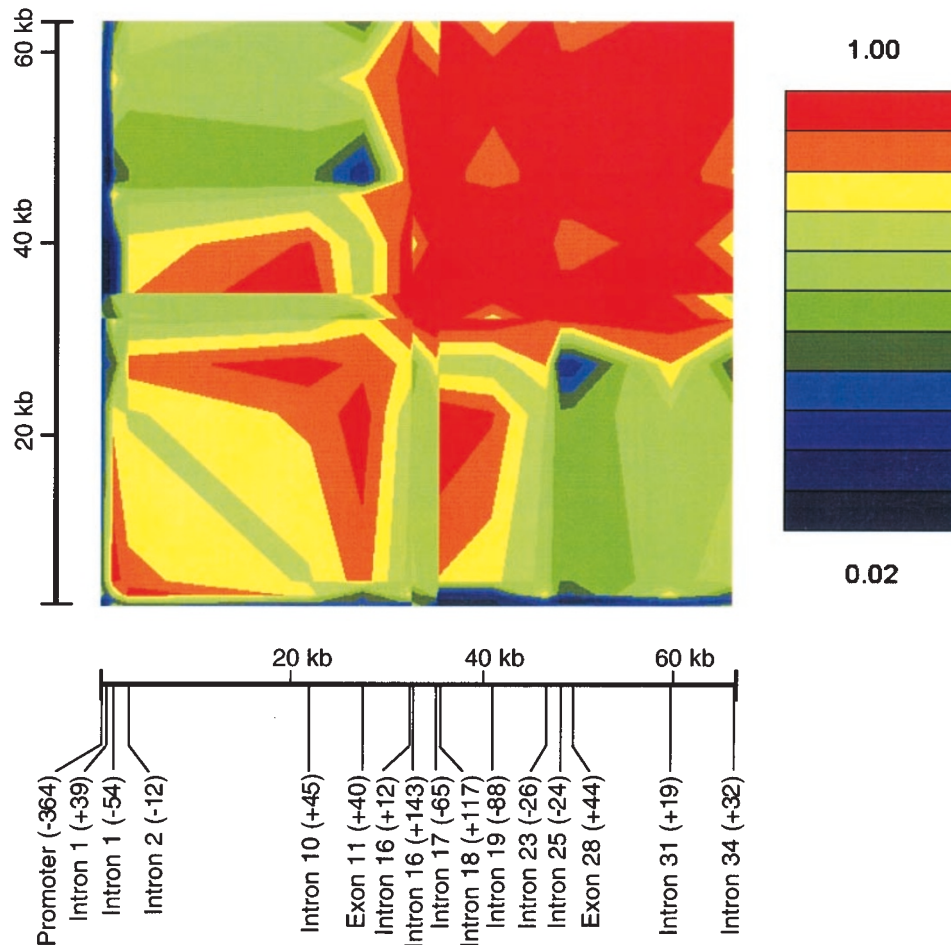 60 kb
40 kb
20 kb
1.00
0.02
20 kb
40 kb
60 kb
Promoter (-364)
Intron 1 (+39)
Intron 1 (-54)
Intron 2 (-12)
Intron 10 (+45)
Exon 11 (+40)
Intron 16 (+12)
Intron 16 (+143)
Intron 17 (-65)
Intron 18 (+117)
Intron 19 (-88)
Intron 23 (-26)
Intron 25 (-24)
Exon 28 (+44)
Intron 31 (+19)
Intron 34 (+32)